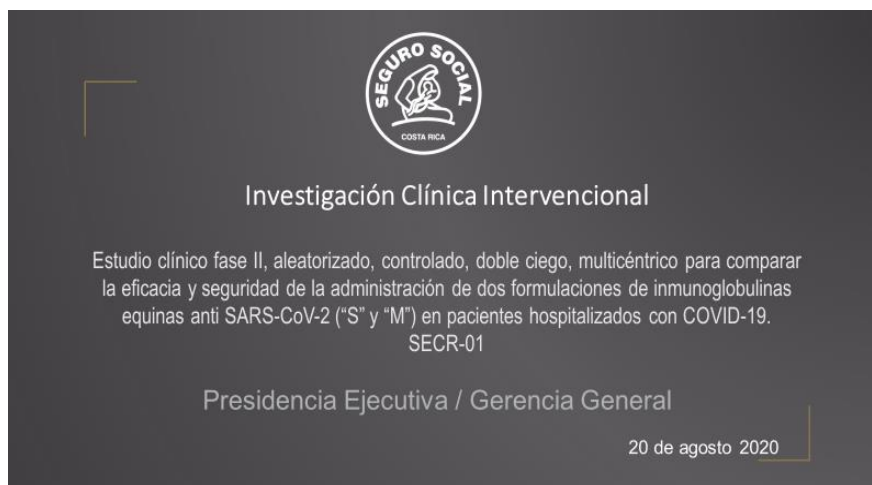 SEGURO SOCIAL
COSTA RICA
Investigación Clínica Intervencional
Estudio clínico fase II, aleatorizado, controlado, doble ciego, multicéntrico para comparar
la eficacia y seguridad de la administración de dos formulaciones de inmunoglobulinas
equinas anti SARS-CoV-2 (“S” y “M”) en pacientes hospitalizados con COVID-19.
SECR-01
Presidencia Ejecutiva / Gerencia General
20 de agosto 2020